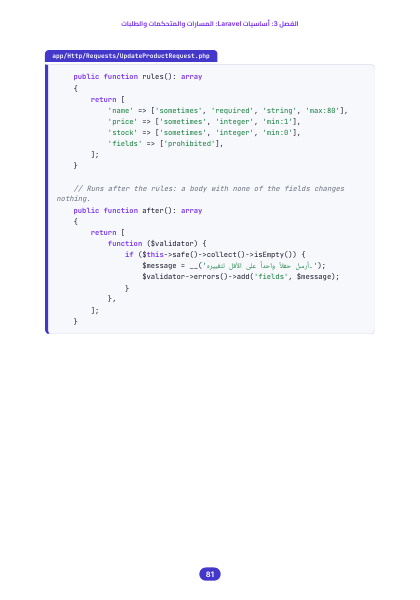 الفصل 3: أساسيات Laravel: المسارات والمتحكمات والطلبات
app/Http/Requests/UpdateProductRequest.php
public function rules(): array
{
return [
'name' => ['sometimes', 'required', 'string', 'max:80'],
'price' => ['sometimes', 'integer', 'min:1'],
'stock' => ['sometimes', 'integer', 'min:0'],
'fields' => ['prohibited'],
];
}
// Runs after the rules: a body with none of the fields changes
nothing.
public function after(): array
{
return [
function ($validator) {
if ($this->safe()->collect()->isEmpty()) {
$message = __('أرسل حقلاً واحداً على الأقل لتغييره.');
$validator->errors()->add('fields', $message);
}
},
];
}
81